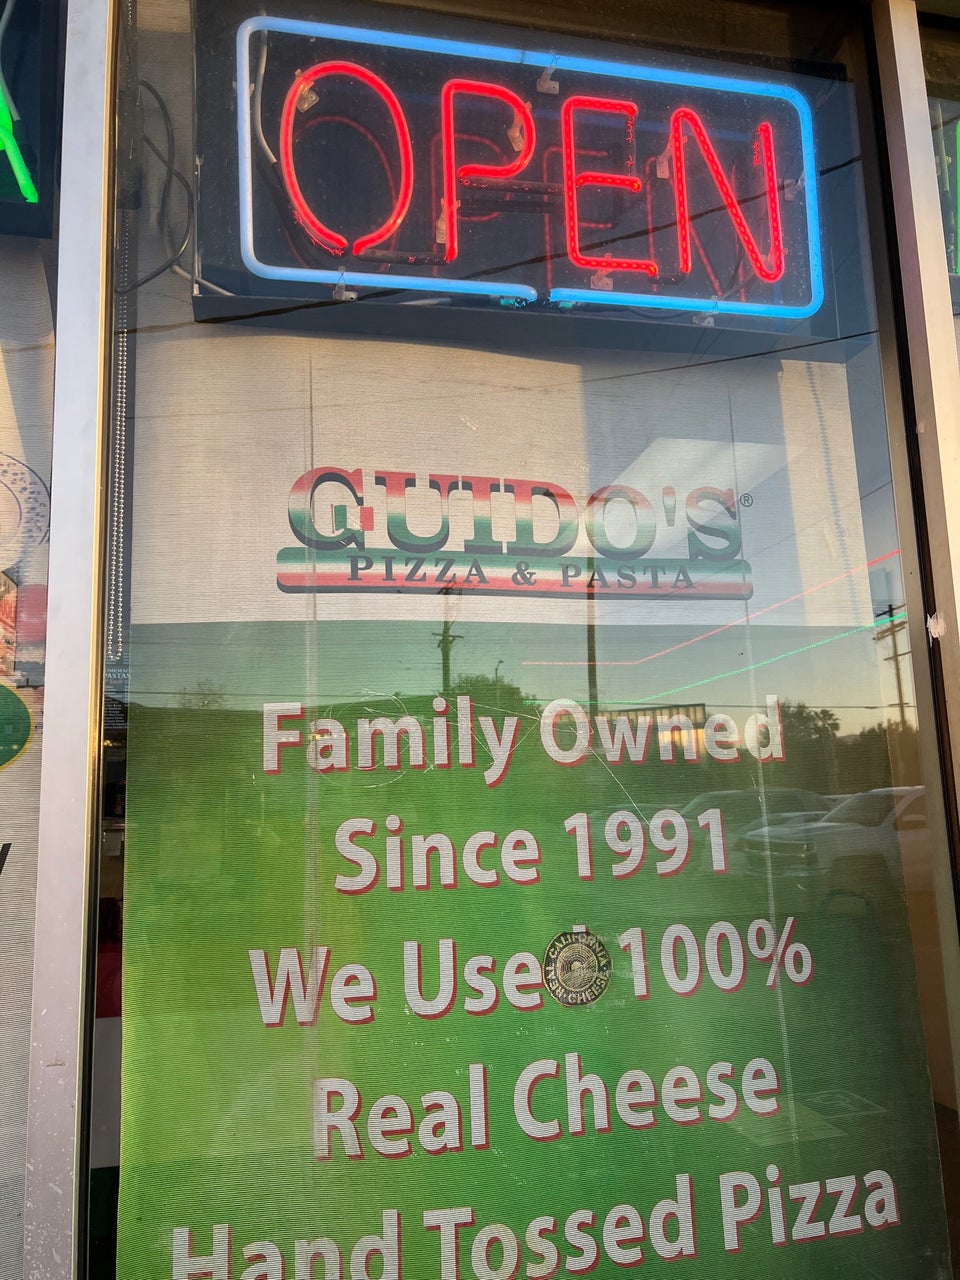 OPEN
GUIDO'S®
PIZZA & PASTA
Family Owned
Since 1991
We Use 100%
REAL CALIFORNIA CHEESE
Real Cheese
Hand Tossed Pizza